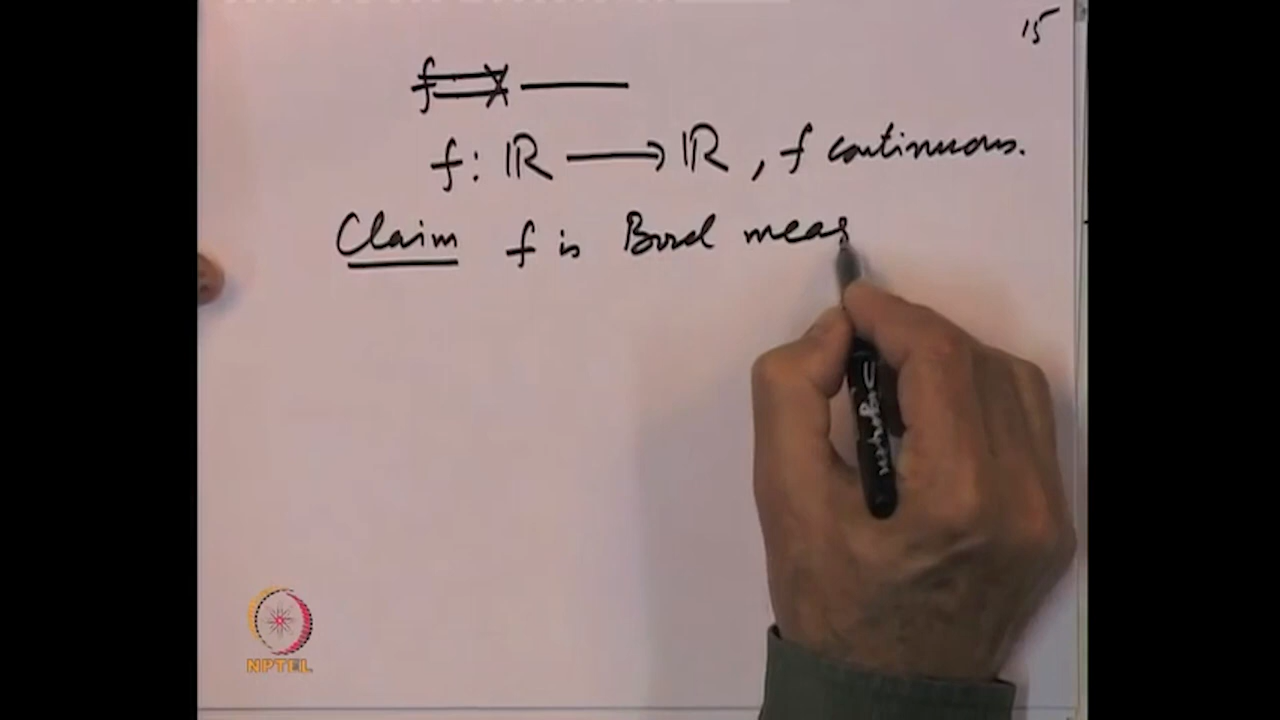 15
f: ℝ ⟶ ℝ, f continuous.
Claim f is Borel meas
NPTEL